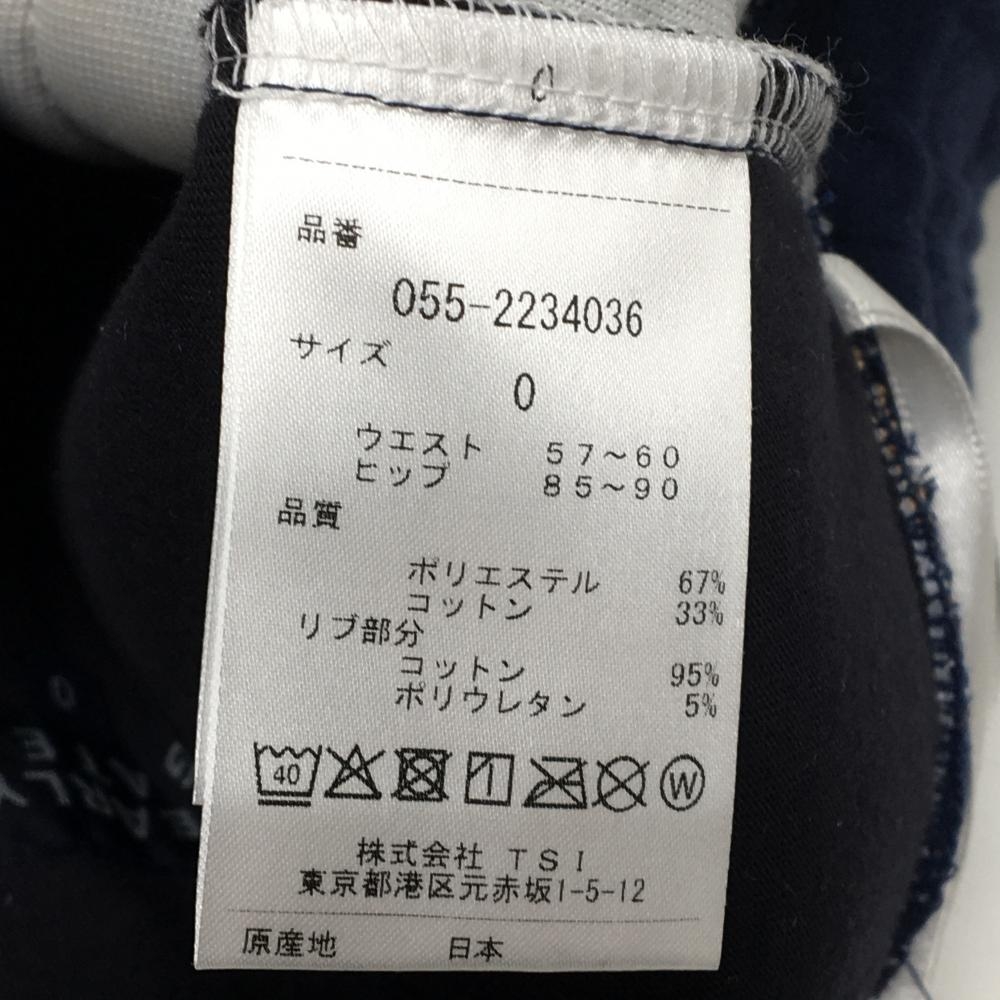 0
品番
055-2234036
サイズ
0
ウエスト 57～60
ヒップ 85～90
品質
ポリエステル 67%
コットン 33%
リブ部分
コットン 95%
ポリウレタン 5%
40 W
株式会社 TSI
東京都港区元赤坂1-5-12
原産地 日本
0